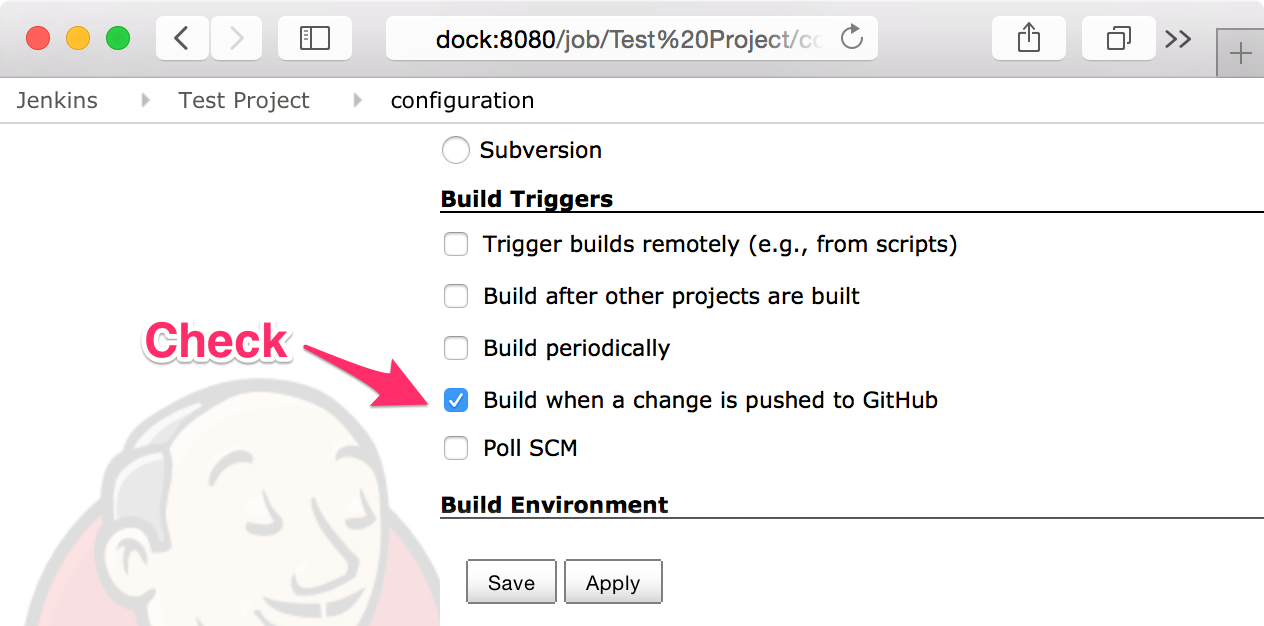 dock:8080/job/Test%20Project/co
Jenkins Test Project configuration
Subversion
Build Triggers
Trigger builds remotely (e.g., from scripts)
Build after other projects are built
Check
Build periodically
Build when a change is pushed to GitHub
Poll SCM
Build Environment
Save Apply